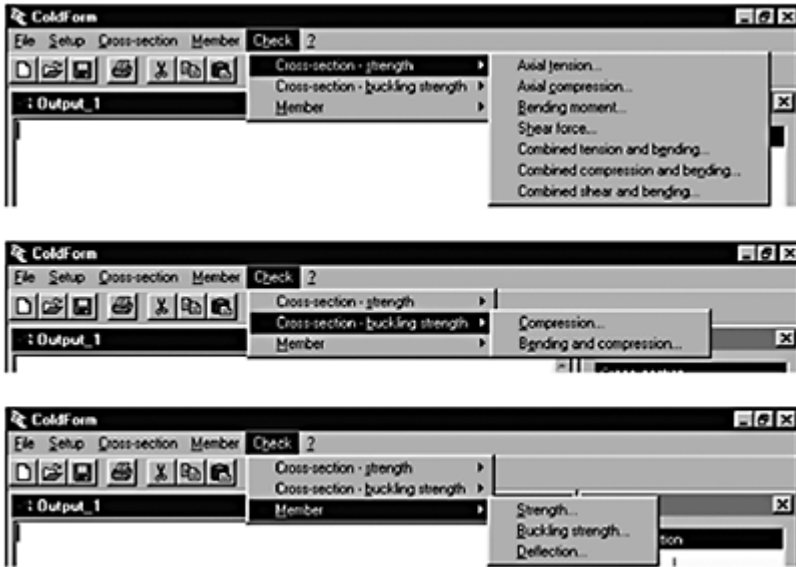 ColdForm
File Setup Cross-section Member Check ?
Cross-section - strength
Cross-section - buckling strength
Member
Axial tension...
Axial compression...
Bending moment...
Shear force...
Combined tension and bending...
Combined compression and bending...
Combined shear and bending...
: Output_1
ColdForm
File Setup Cross-section Member Check ?
Cross-section - strength
Cross-section - buckling strength
Member
Compression...
Bending and compression...
: Output_1
ColdForm
File Setup Cross-section Member Check ?
Cross-section - strength
Cross-section - buckling strength
Member
Strength...
Buckling strength...
Deflection...
: Output_1
tion